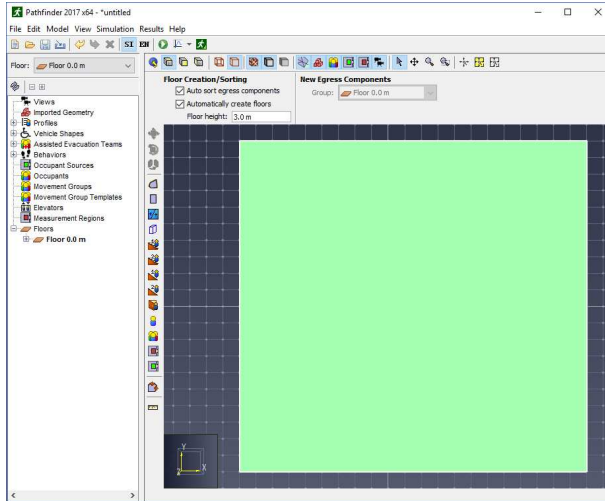 Pathfinder 2017 x64 - *untitled
File Edit Model View Simulation Results Help
SI EN
Floor: Floor 0.0 m
Floor Creation/Sorting
New Egress Components
Auto sort egress components
Group: Floor 0.0 m
Automatically create floors
Floor height: 3.0 m
Views
Imported Geometry
Profiles
Vehicle Shapes
Assisted Evacuation Teams
Behaviors
Occupant Sources
Occupants
Movement Groups
Movement Group Templates
Elevators
Measurement Regions
Floors
Floor 0.0 m
Y
Z X